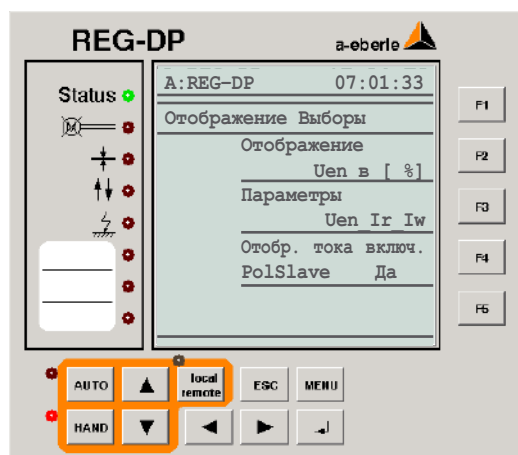 REG-DP
a-eberle
Status
M
A:REG-DP 07:01:33
Отображение Выборы
Отображение
Uen в [ %]
Параметры
Uen_Ir_Iw
Отобр. тока включ.
PolSlave Да
F1
F2
F3
F4
F5
AUTO
local
remote
ESC
MENU
HAND